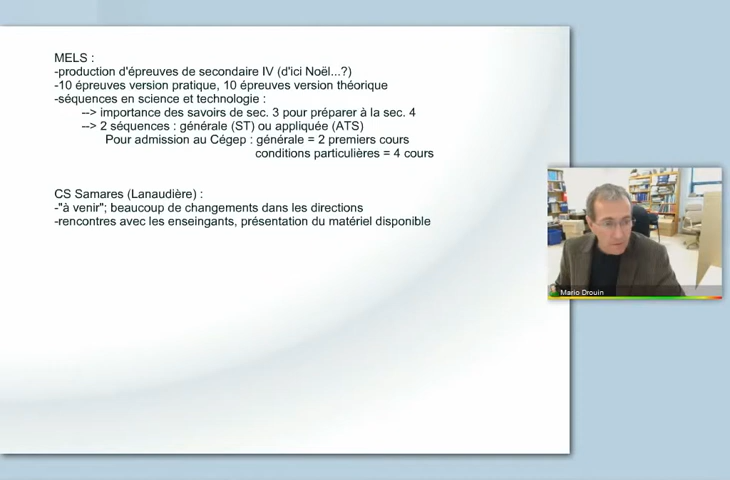 MELS :
-production d'épreuves de secondaire IV (d'ici Noël...?)
-10 épreuves version pratique, 10 épreuves version théorique
-séquences en science et technologie :
--> importance des savoirs de sec. 3 pour préparer à la sec. 4
--> 2 séquences : générale (ST) ou appliquée (ATS)
Pour admission au Cégep : générale = 2 premiers cours
conditions particulières = 4 cours
CS Samares (Lanaudière) :
-"à venir"; beaucoup de changements dans les directions
-rencontres avec les enseingants, présentation du matériel disponible
Mario Drouin